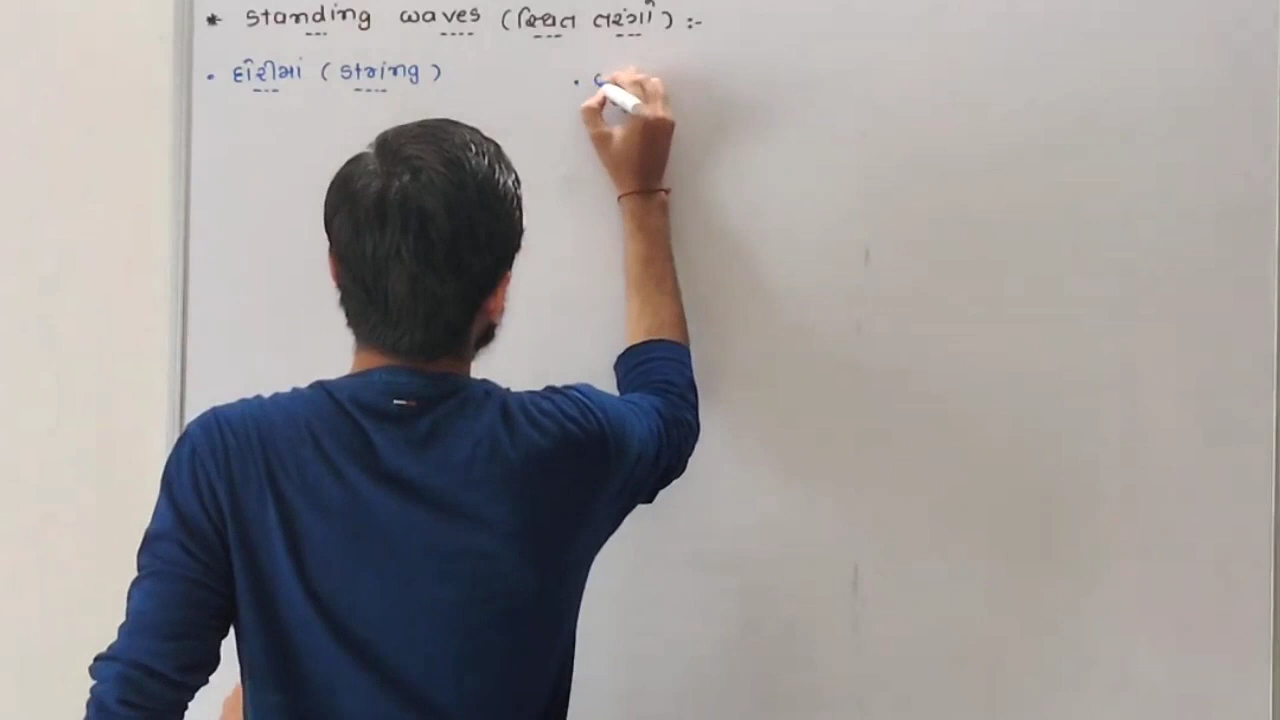 * Standing waves (સ્થિત તરંગો) :-
• દોરીમાં (string)
•